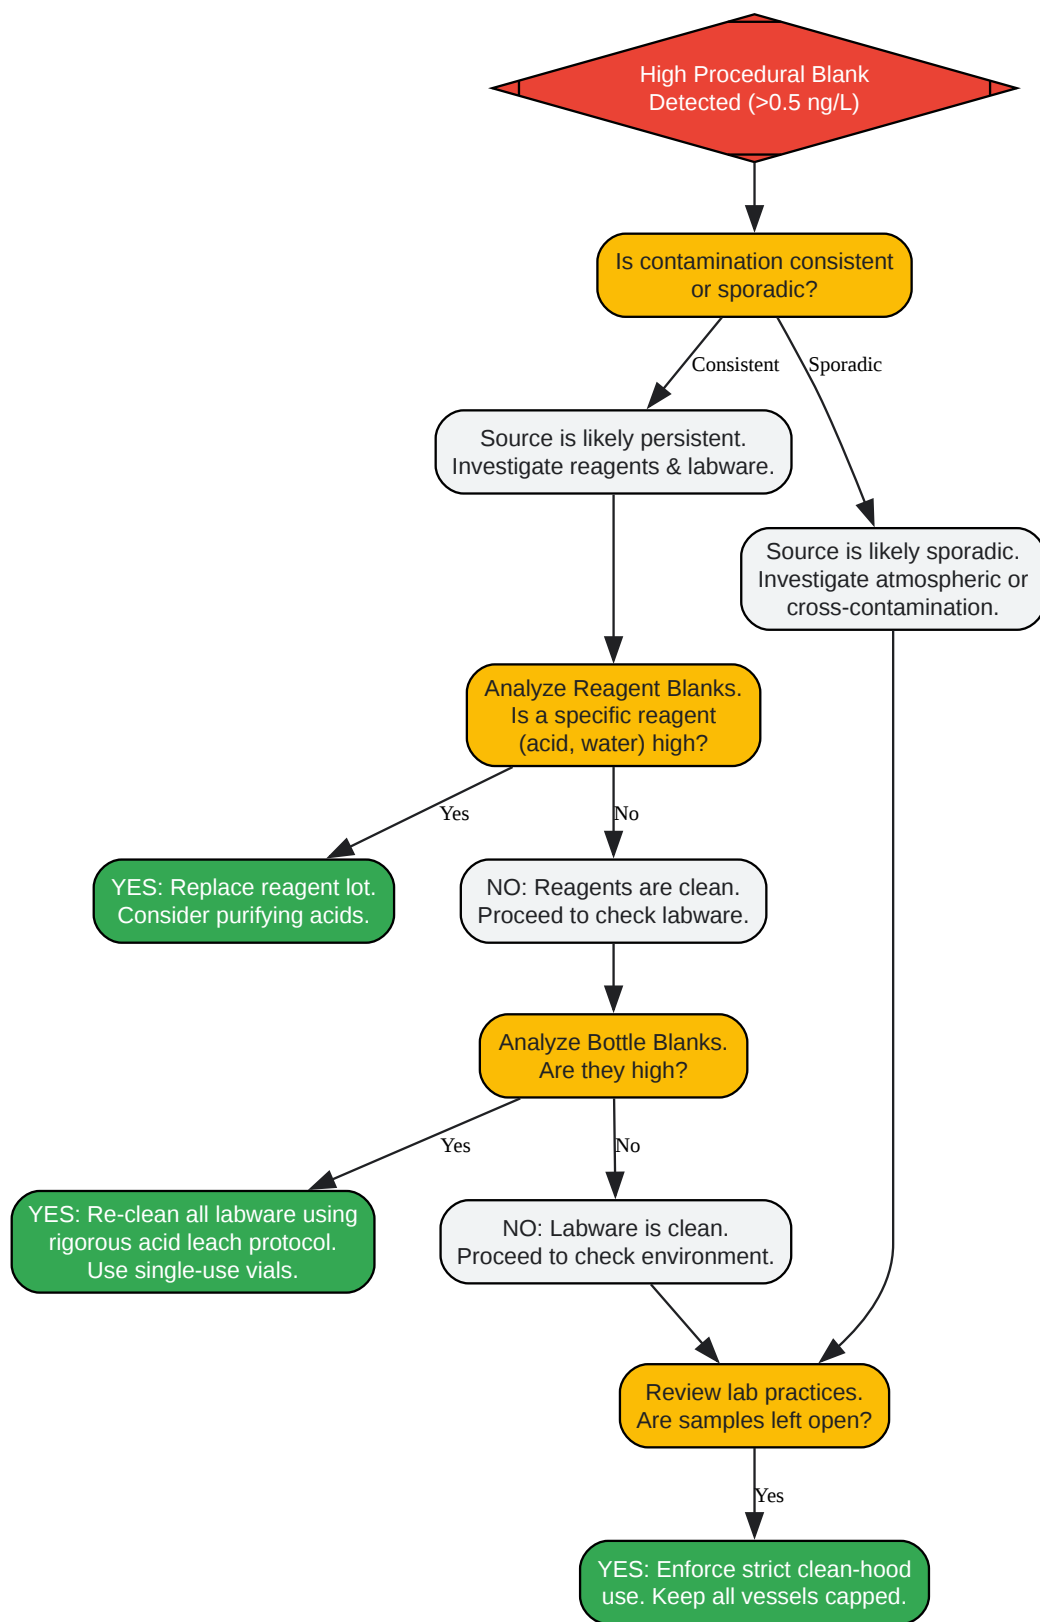 High Procedural Blank
Detected (>0.5 ng/L)
Is contamination consistent
or sporadic?
Consistent
Sporadic
Source is likely persistent.
Investigate reagents & labware.
Source is likely sporadic.
Investigate atmospheric or
cross-contamination.
Analyze Reagent Blanks.
Is a specific reagent
(acid, water) high?
Yes
No
YES: Replace reagent lot.
Consider purifying acids.
NO: Reagents are clean.
Proceed to check labware.
Analyze Bottle Blanks.
Are they high?
Yes
No
YES: Re-clean all labware using
rigorous acid leach protocol.
Use single-use vials.
NO: Labware is clean.
Proceed to check environment.
Review lab practices.
Are samples left open?
Yes
YES: Enforce strict clean-hood
use. Keep all vessels capped.